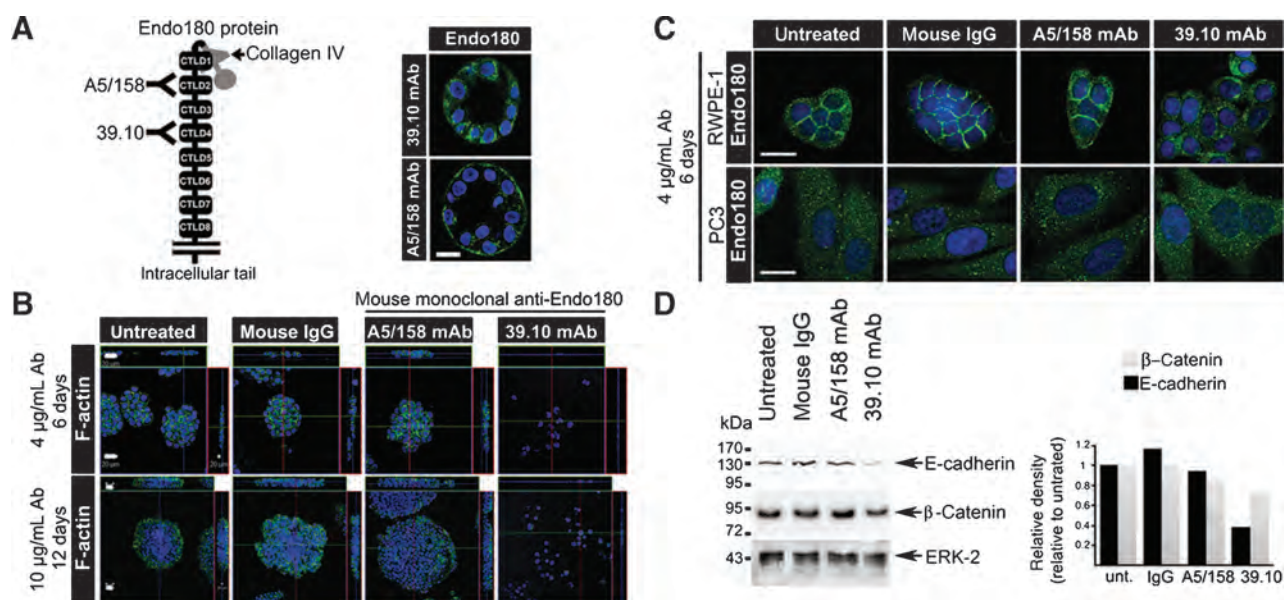 A
Endo180 protein
Collagen IV
CTLD1
A5/158
CTLD2
CTLD3
39.10
CTLD4
CTLD5
CTLD6
CTLD7
CTLD8
Intracellular tail
Endo180
39.10 mAb
A5/158 mAb
B
Mouse monoclonal anti-Endo180
Untreated
Mouse IgG
A5/158 mAb
39.10 mAb
4 µg/mL Ab
6 days
F-actin
20 µm
20 µm
10 µg/mL Ab
12 days
F-actin
C
Untreated
Mouse IgG
A5/158 mAb
39.10 mAb
4 µg/mL Ab
6 days
RWPE-1
Endo180
PC3
Endo180
D
Untreated
Mouse IgG
A5/158 mAb
39.10 mAb
kDa
170
130
95
E-cadherin
95
72
β-Catenin
43
ERK-2
β-Catenin
E-cadherin
Relative density
(relative to untreated)
1.2
1
0.8
0.6
0.4
0.2
unt.
IgG
A5/158
39.10